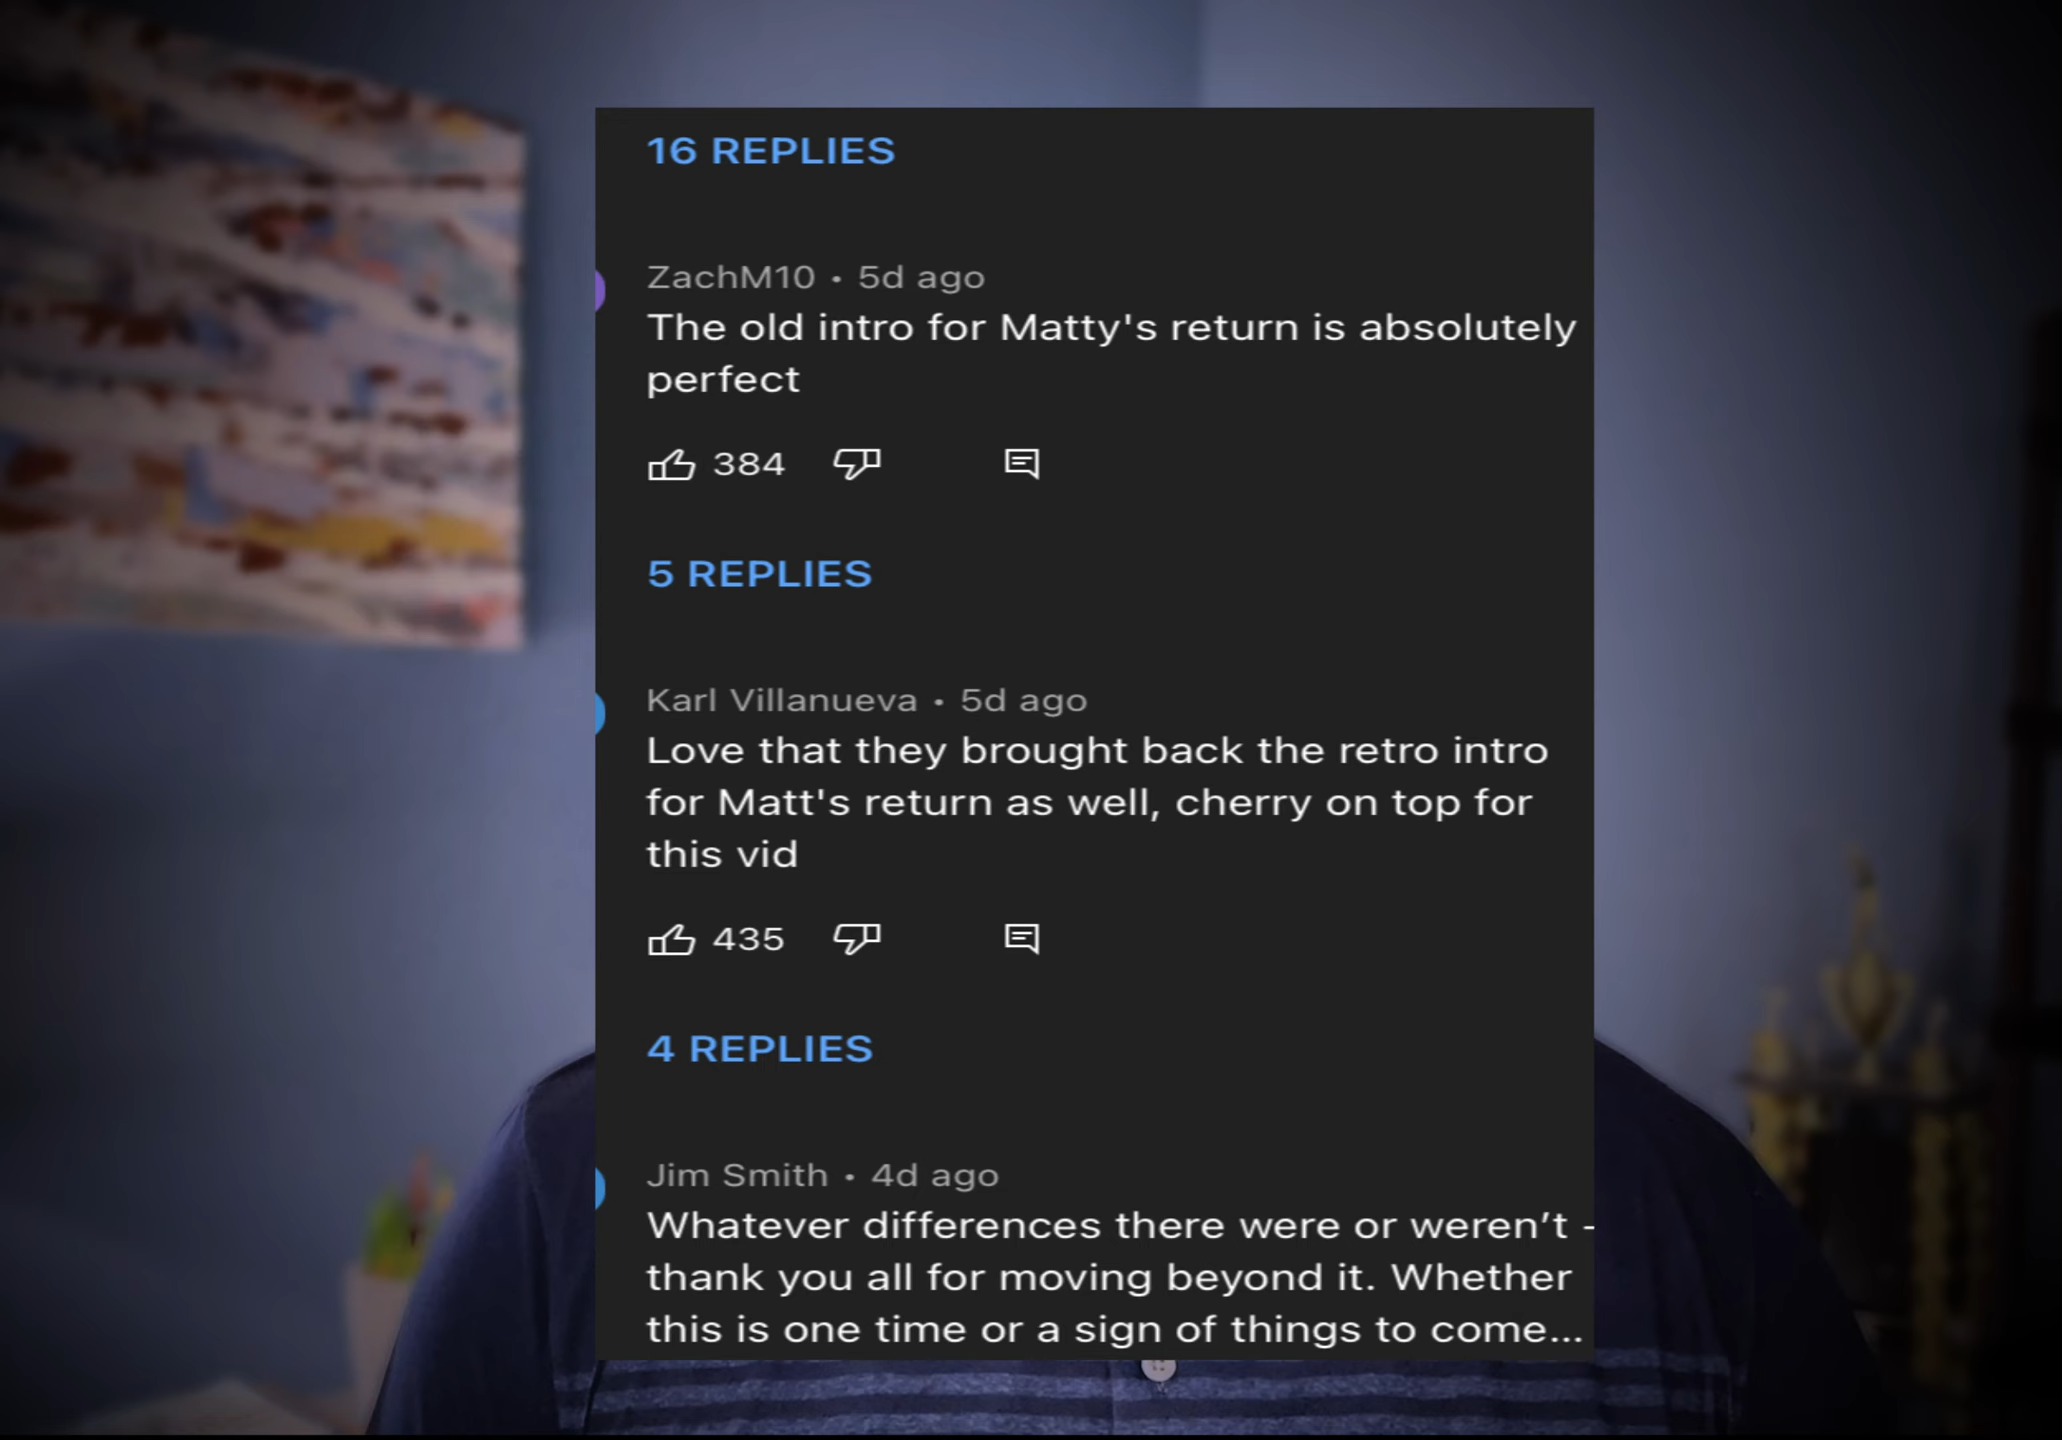 16 REPLIES
ZachM10 • 5d ago
The old intro for Matty's return is absolutely
perfect
384
5 REPLIES
Karl Villanueva • 5d ago
Love that they brought back the retro intro
for Matt's return as well, cherry on top for
this vid
435
4 REPLIES
Jim Smith • 4d ago
Whatever differences there were or weren’t -
thank you all for moving beyond it. Whether
this is one time or a sign of things to come...